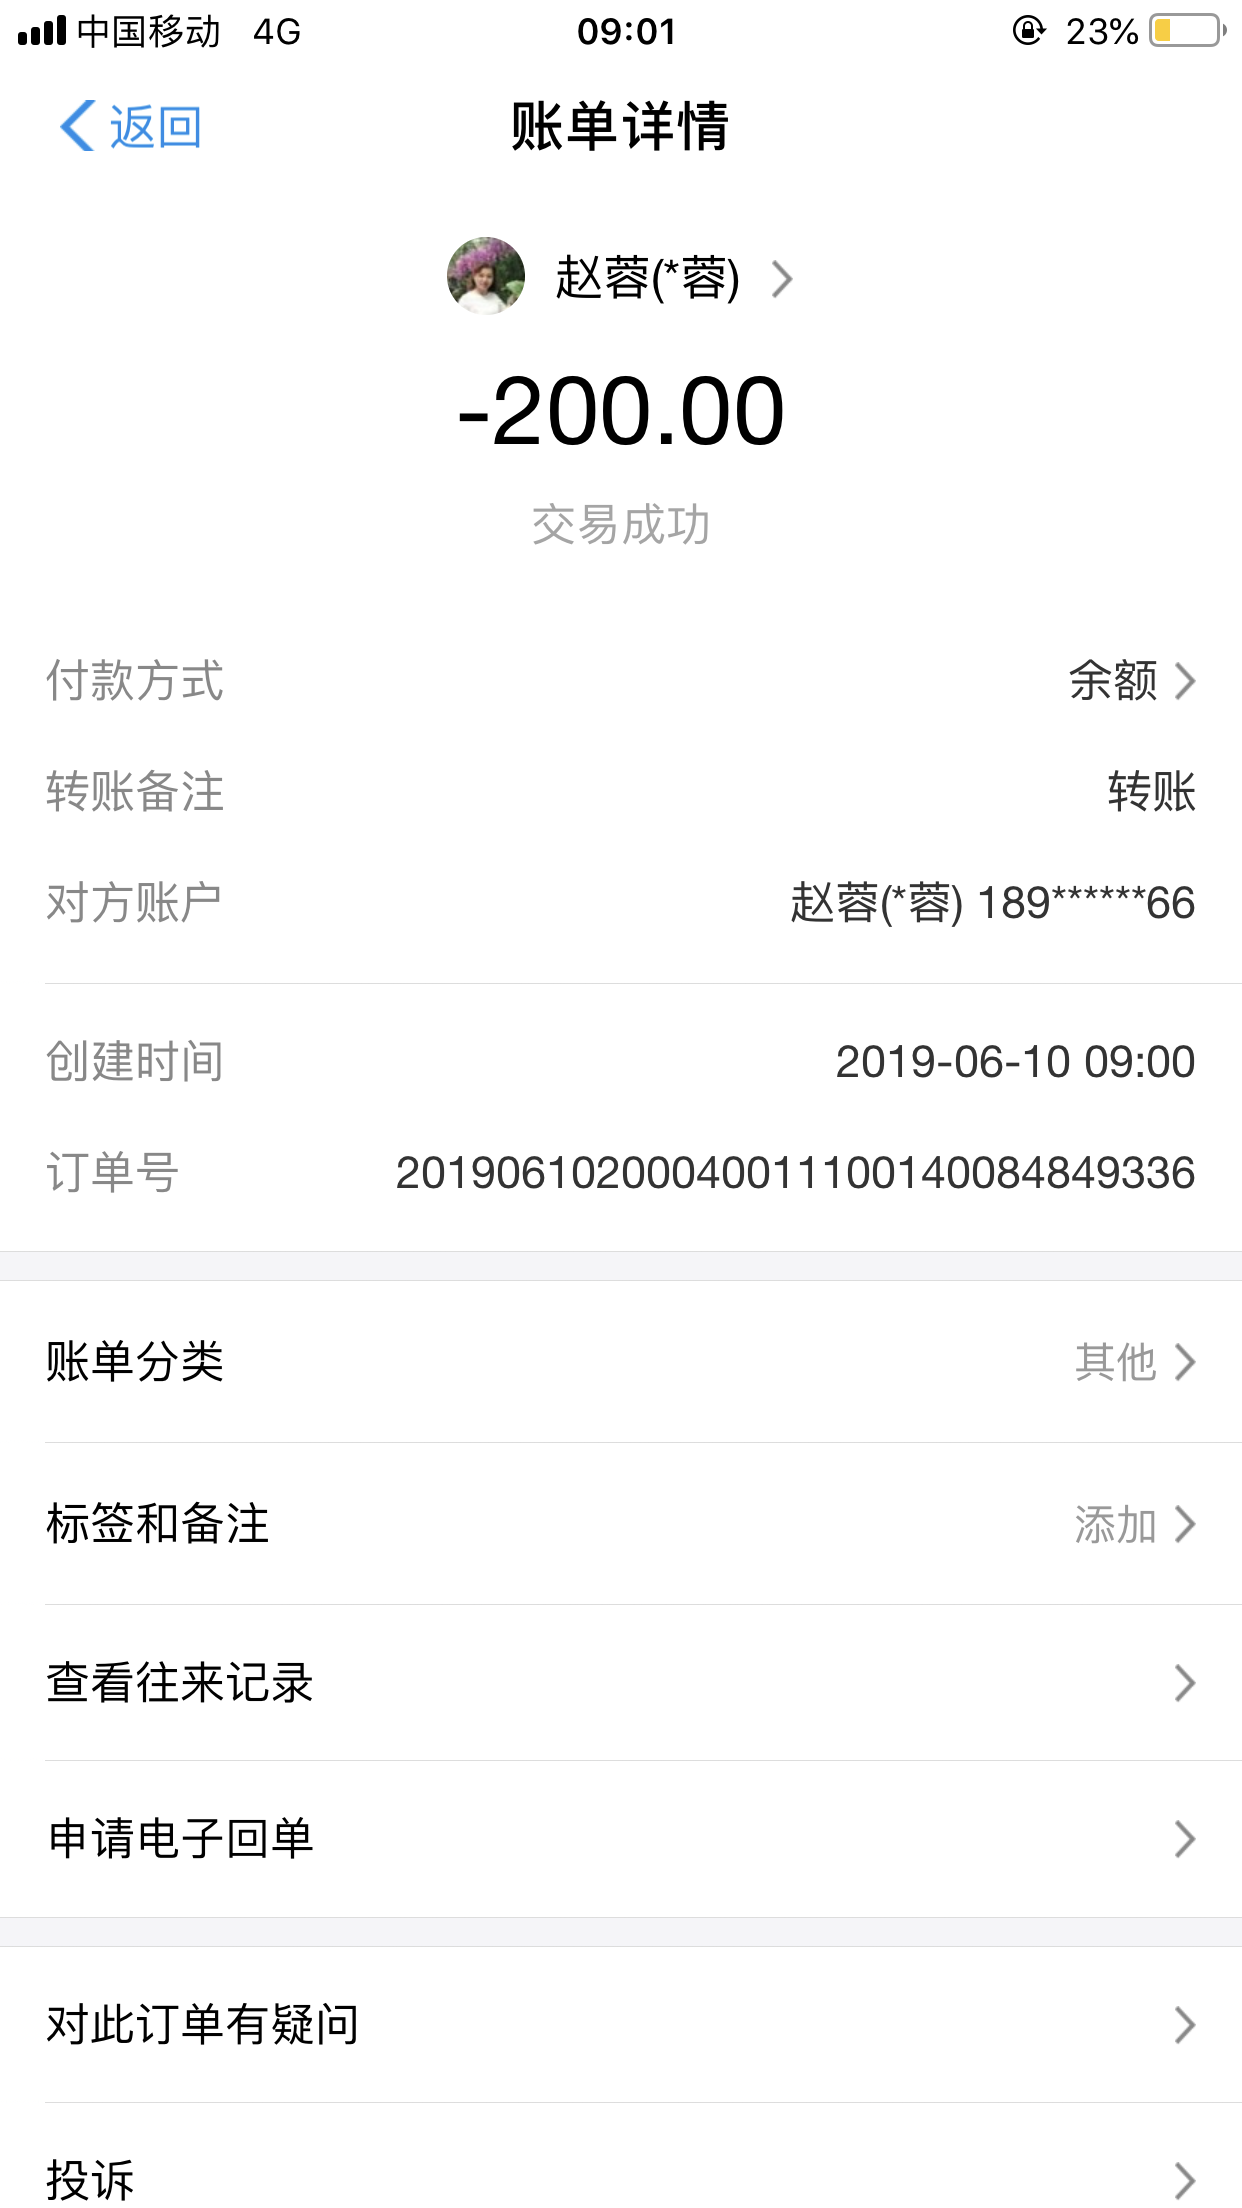 中国移动 4G 09:01 23%
返回 账单详情
赵蓉(*蓉)
-200.00
交易成功
付款方式 余额
转账备注 转账
对方账户 赵蓉(*蓉) 189******66
创建时间 2019-06-10 09:00
订单号 20190610200040011100140084849336
账单分类 其他
标签和备注 添加
查看往来记录
申请电子回单
对此订单有疑问
投诉